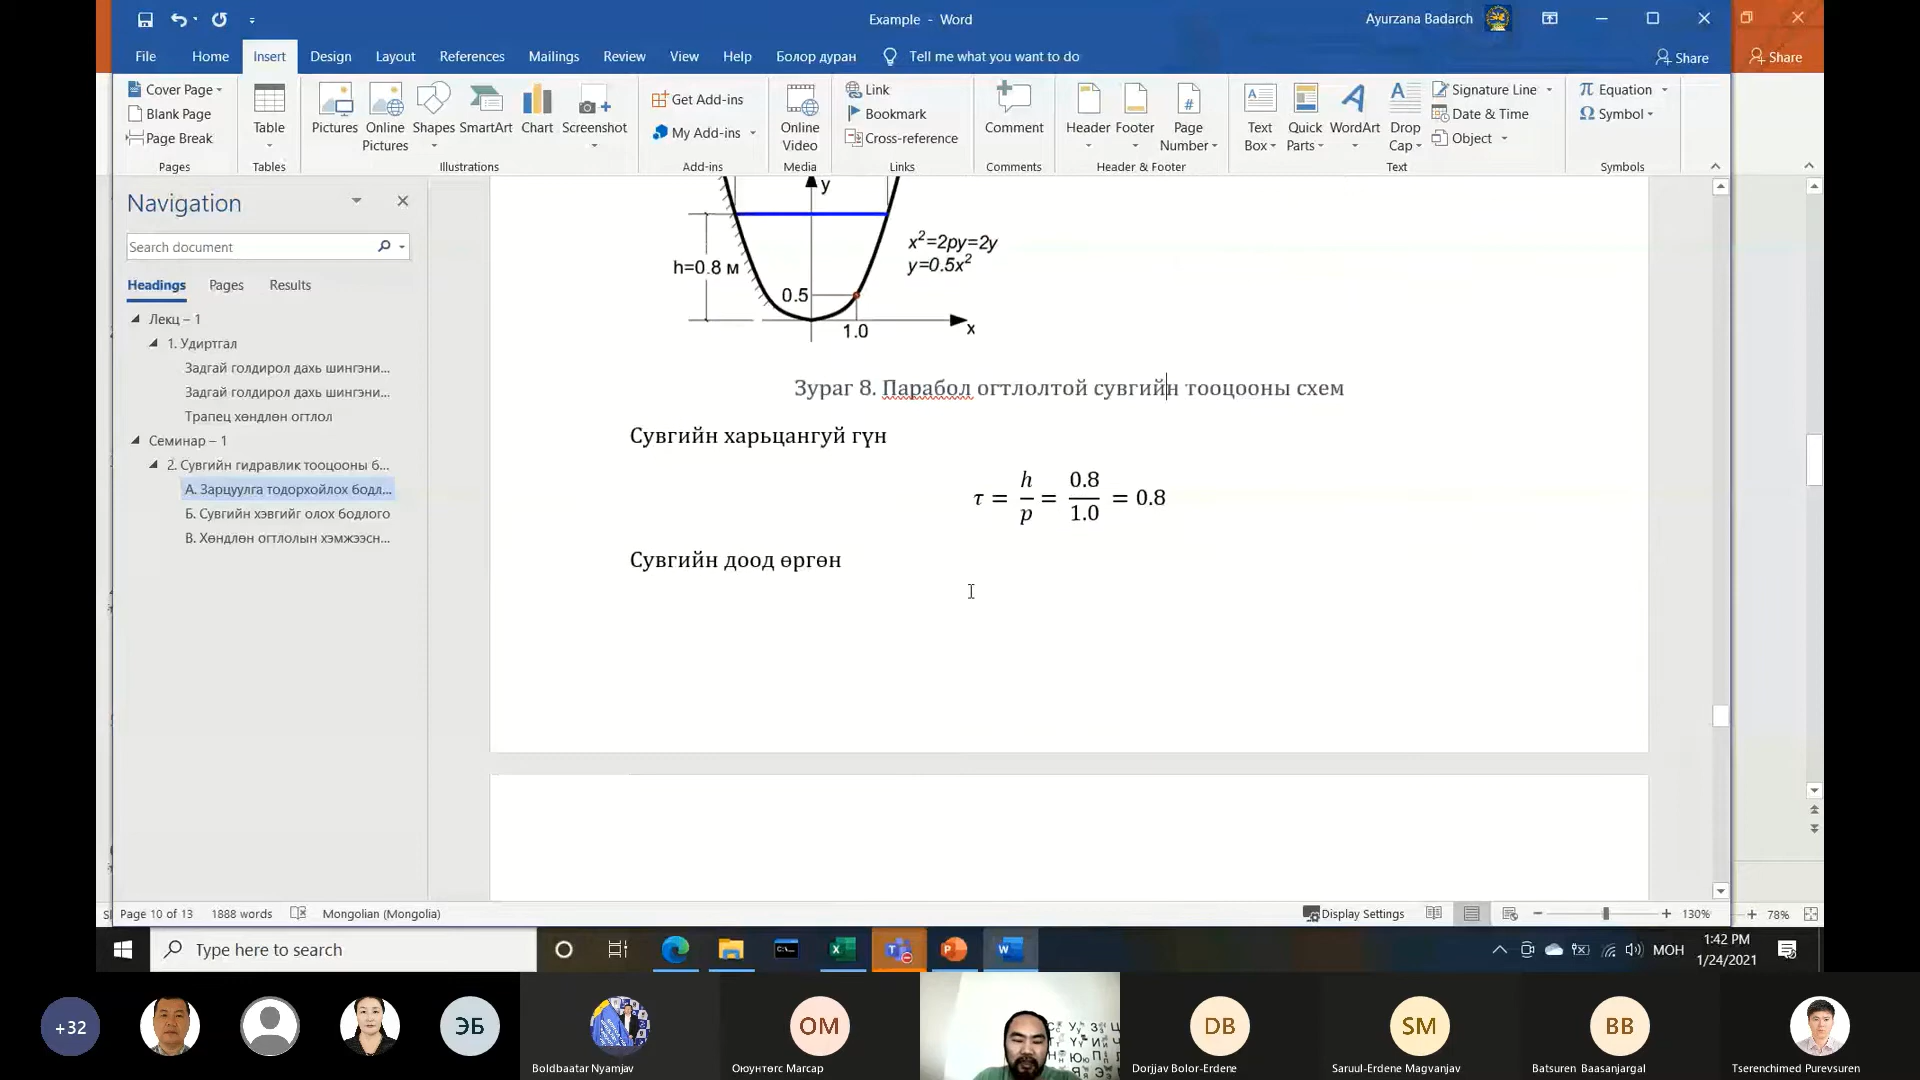 Example - Word
Ayurzana Badarch
File Home Insert Design Layout References Mailings Review View Help Болор дуран Tell me what you want to do
Share
Share
Cover Page
Blank Page
Page Break
Pages
Table
Tables
Pictures
Online Pictures
Shapes
SmartArt
Chart
Screenshot
Illustrations
Get Add-ins
My Add-ins
Add-ins
Online Video
Media
Link
Bookmark
Cross-reference
Links
Comment
Comments
Header
Footer
Page Number
Header & Footer
Text Box
Quick Parts
WordArt
Drop Cap
Signature Line
Date & Time
Object
Text
Equation
Symbol
Symbols
Navigation
Search document
Headings Pages Results
Лекц – 1
1. Удиртгал
Задгай голдирол дахь шингэни...
Задгай голдирол дахь шингэни...
Трапец хөндлөн огтлол
Семинар – 1
2. Сувгийн гидравлик тооцооны б...
А. Зарцуулга тодорхойлох бодл...
Б. Сувгийн хэвгийг олох бодлого
В. Хөндлөн огтлолын хэмжээсн...
y
x²=2py=2y
y=0.5x²
h=0.8 м
0.5
1.0
x
Зураг 8. Парабол огтлолтой сувгийн тооцооны схем
Сувгийн харьцангуй гүн
τ = h/p = 0.8/1.0 = 0.8
Сувгийн доод өргөн
Page 10 of 13 1888 words Mongolian (Mongolia)
Display Settings
130%
78%
Type here to search
МОН
1:42 PM
1/24/2021
+32
ЭБ
ОМ
DB
SM
BB
Boldbaatar Nyamjav
Оюунтөгс Магсар
Dorjjav Bolor-Erdene
Saruul-Erdene Magvanjav
Batsuren Baasanjargal
Tserenchimed Purevsuren